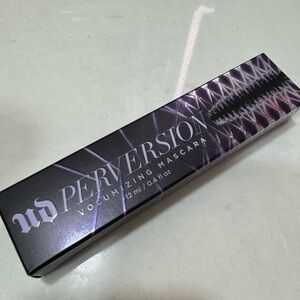 UD PERVERSION
VOLUMIZING MASCARA
12 ml / 0.4 fl oz